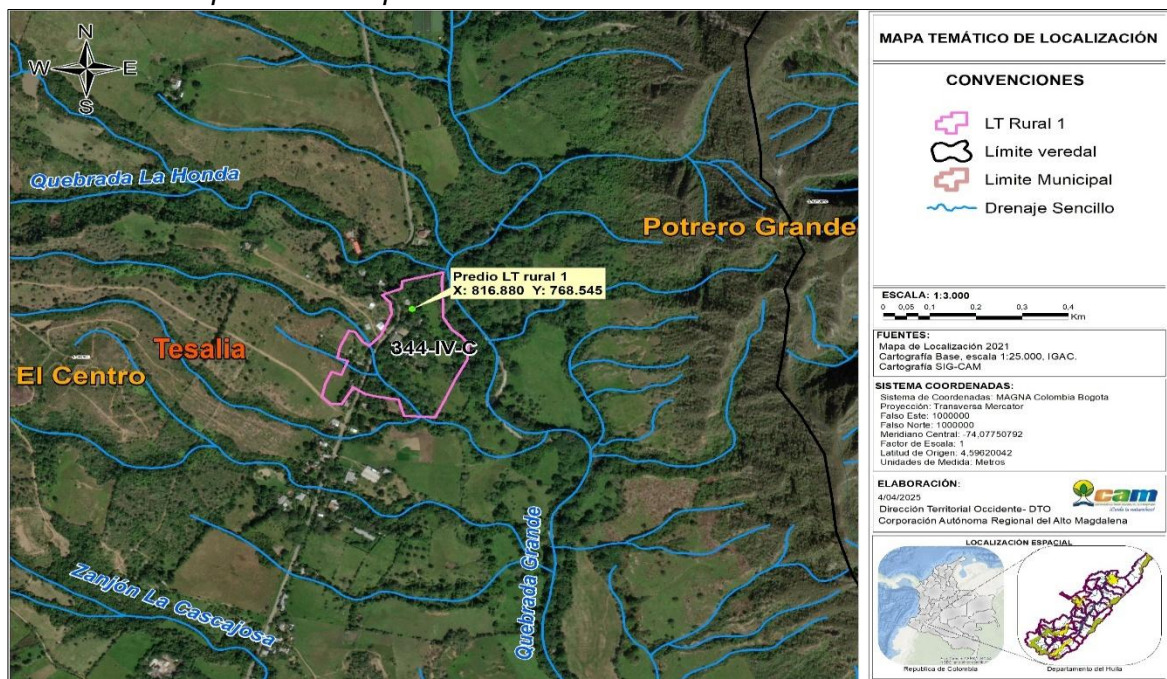 N
W
E
S
Quebrada La Honda
Potrero Grande
Predio LT rural 1
X: 816.880 Y: 768.545
344-IV-C
Tesalia
El Centro
Quebrada Grande
Zanjón La Cascajosa
MAPA TEMÁTICO DE LOCALIZACIÓN
CONVENCIONES
LT Rural 1
Límite veredal
Limite Municipal
Drenaje Sencillo
ESCALA: 1:3.000
0 0,05 0,1 0,2 0,3 0,4
Km
FUENTES:
Mapa de Localización 2021
Cartografía Base, escala 1:25.000, IGAC.
Cartografía SIG-CAM
SISTEMA COORDENADAS:
Sistema de Coordenadas: MAGNA Colombia Bogota
Proyección: Transversa Mercator
Falso Este: 1000000
Falso Norte: 1000000
Meridiano Central: -74,07750792
Factor de Escala: 1
Latitud de Origen: 4,59620042
Unidades de Medida: Metros
ELABORACIÓN:
4/04/2025
Dirección Territorial Occidente- DTO
Corporación Autónoma Regional del Alto Magdalena
cam
LOCALIZACIÓN ESPACIAL
Republica de Colombia
Departamento del Huila